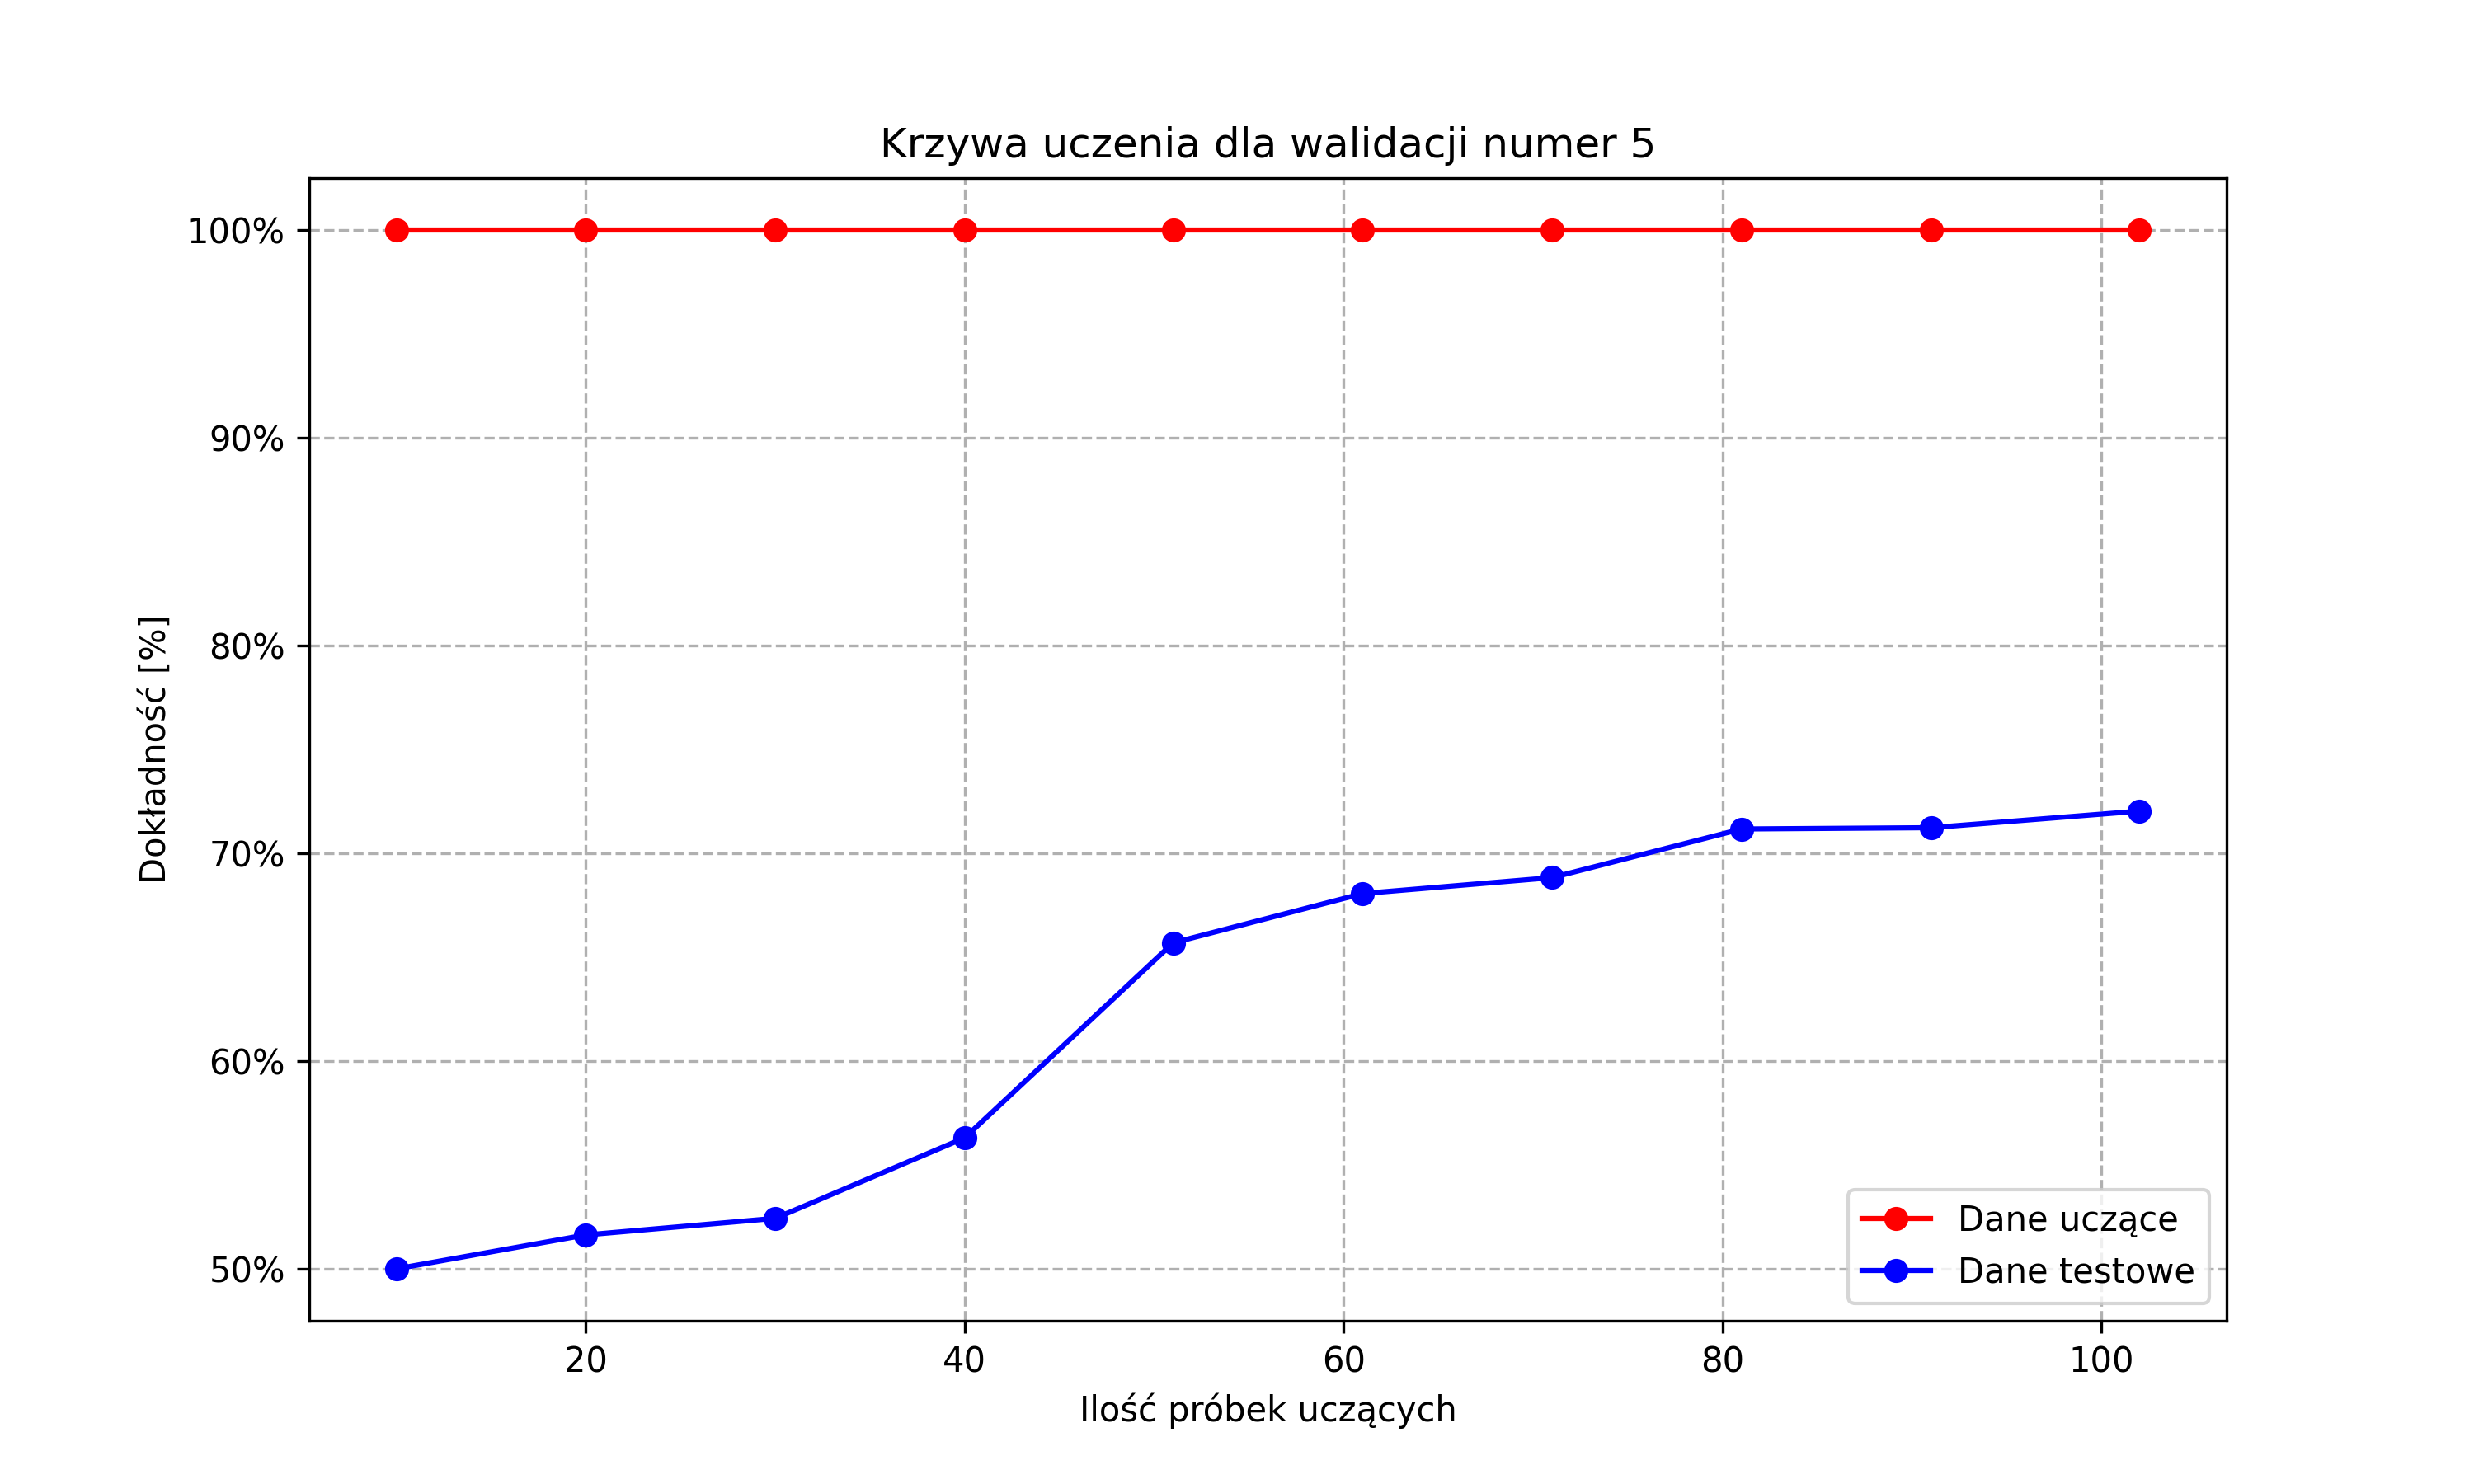 Krzywa uczenia dla walidacji numer 5
100%
90%
80%
70%
60%
50%
Dokładność [%]
20 40 60 80 100
Ilość próbek uczących
Dane uczące
Dane testowe